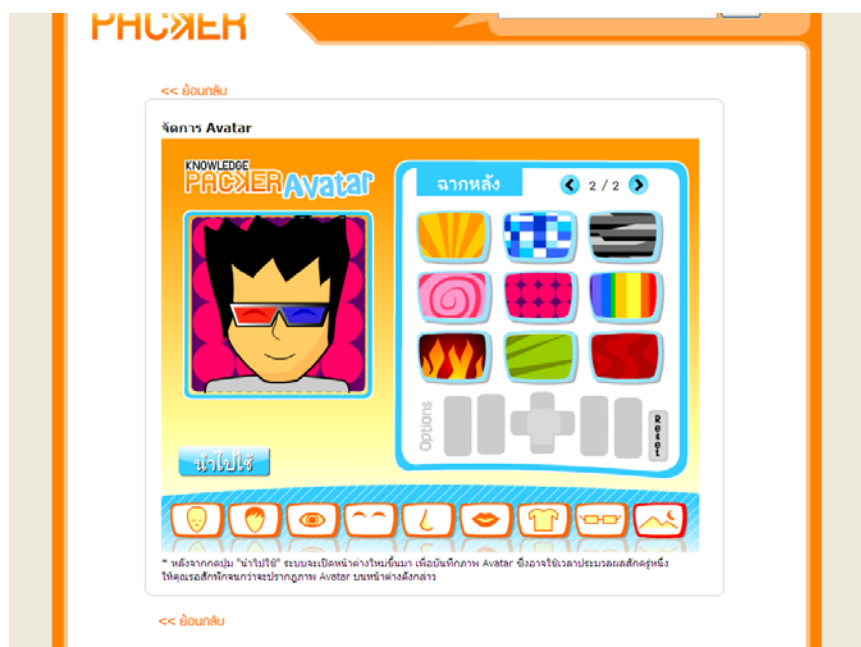 PACKER
<< ย้อนกลับ
จัดการ Avatar
KNOWLEDGE
PACKER Avatar
ฉากหลัง
2 / 2
Options
Reset
นำไปใช้
* หลังจากกดปุ่ม "นำไปใช้" ระบบจะเปิดหน้าต่างใหม่ขึ้นมา เพื่อบันทึกภาพ Avatar ซึ่งอาจใช้เวลาประมวลผลสักครู่หนึ่ง
ให้คุณรอสักพักจนกว่าจะปรากฏภาพ Avatar บนหน้าต่างดังกล่าว
<< ย้อนกลับ